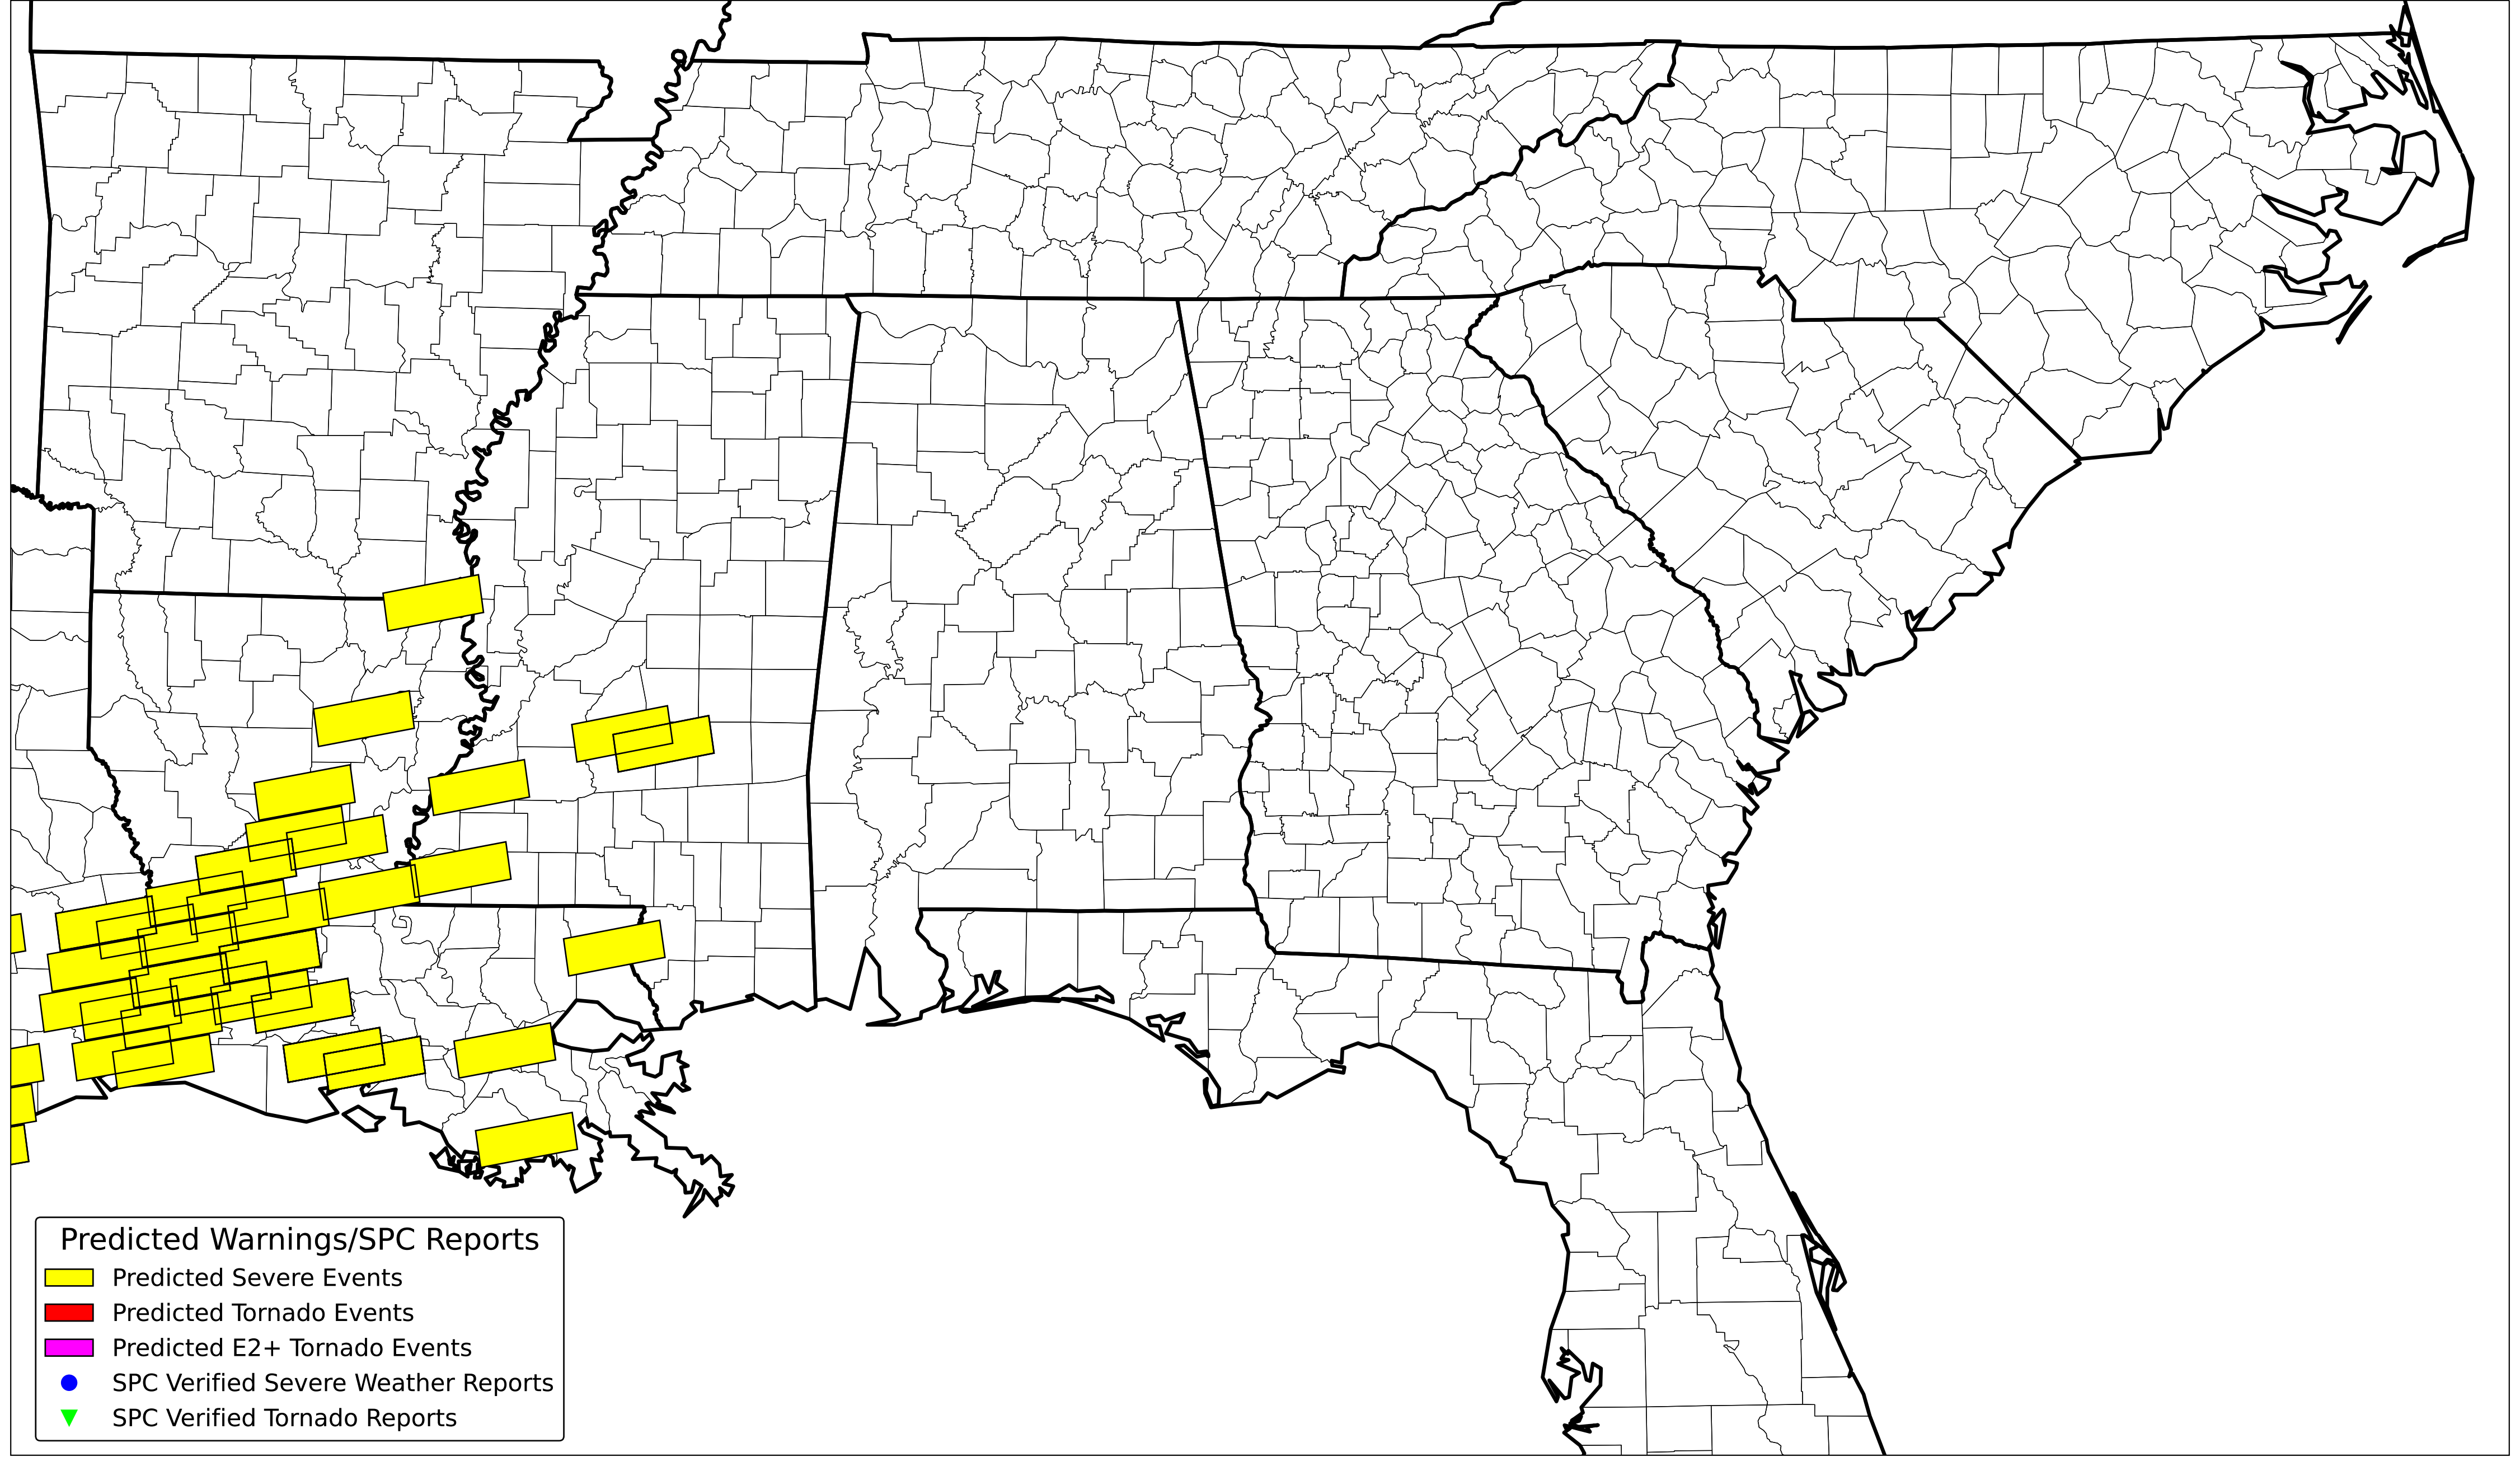 Predicted Warnings/SPC Reports
Predicted Severe Events
Predicted Tornado Events
Predicted E2+ Tornado Events
SPC Verified Severe Weather Reports
SPC Verified Tornado Reports